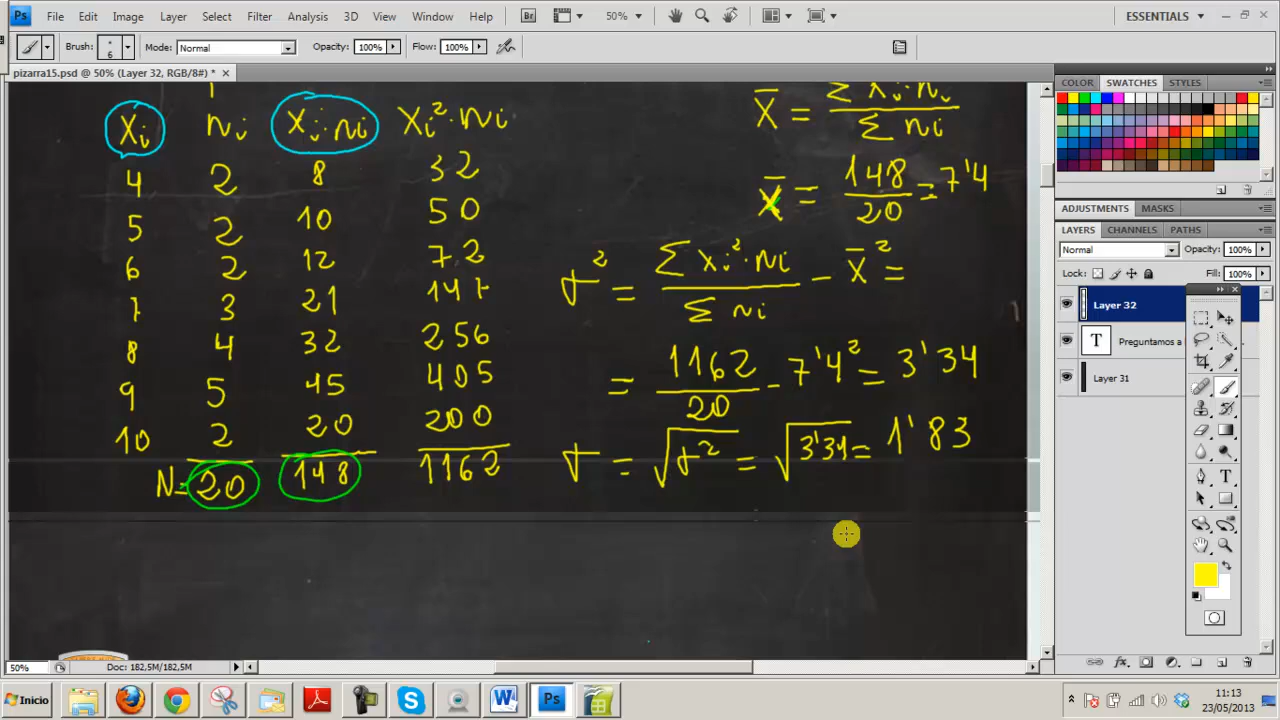 File Edit Image Layer Select Filter Analysis 3D View Window Help Br 50% ESSENTIALS
Brush: 6 Mode: Normal Opacity: 100% Flow: 100%
pizarra15.psd @ 50% (Layer 32, RGB/8#) * x
COLOR SWATCHES STYLES
ADJUSTMENTS MASKS
LAYERS CHANNELS PATHS
Normal Opacity: 100%
Lock: Fill: 100%
Layer 32
T Preguntamos a
Layer 31
Xi ni Xi·ni Xi²·ni
4 2 8 32
5 2 10 50
6 2 12 72
7 3 21 147
8 4 32 256
9 5 45 405
10 2 20 200
N=20 148 1162
X̄ = Σ Xi·ni / Σ ni
X̄ = 148 / 20 = 7'4
σ² = Σ Xi²·ni / Σ ni - X̄² =
= 1162 / 20 - 7'4² = 3'34
σ = √σ² = √3'34 = 1'83
50% Doc: 182,5M/182,5M
Inicio 11:13
23/05/2013